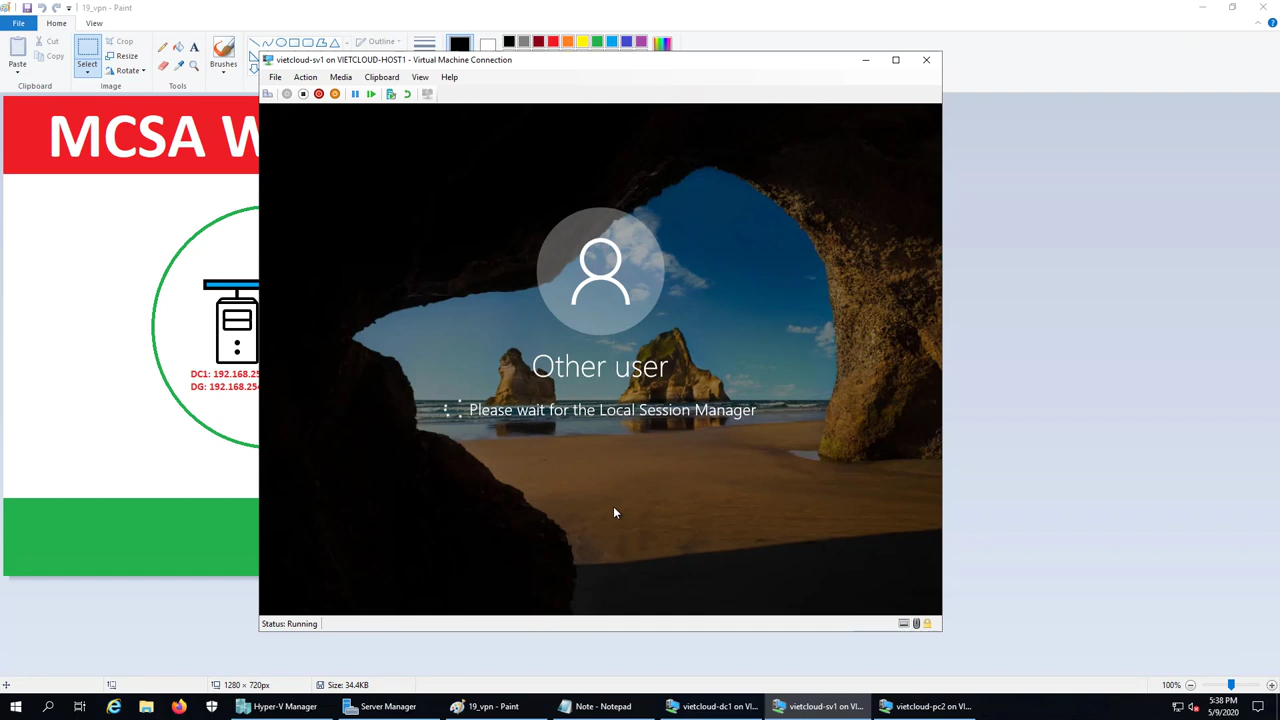 19_vpn - Paint
File
Home
View
Paste
Cut
Copy
Clipboard
Select
Crop
Resize
Rotate
Image
Tools
Brushes
Outline
vietcloud-sv1 on VIETCLOUD-HOST1 - Virtual Machine Connection
File Action Media Clipboard View Help
MCSA W
DC1: 192.168.25
DG: 192.168.254
Other user
Please wait for the Local Session Manager
Status: Running
1280 × 720px
Size: 34.4KB
100%
Hyper-V Manager
Server Manager
19_vpn - Paint
Note - Notepad
vietcloud-dc1 on VI...
vietcloud-sv1 on VI...
vietcloud-pc2 on VI...
5:38 PM
5/9/2020